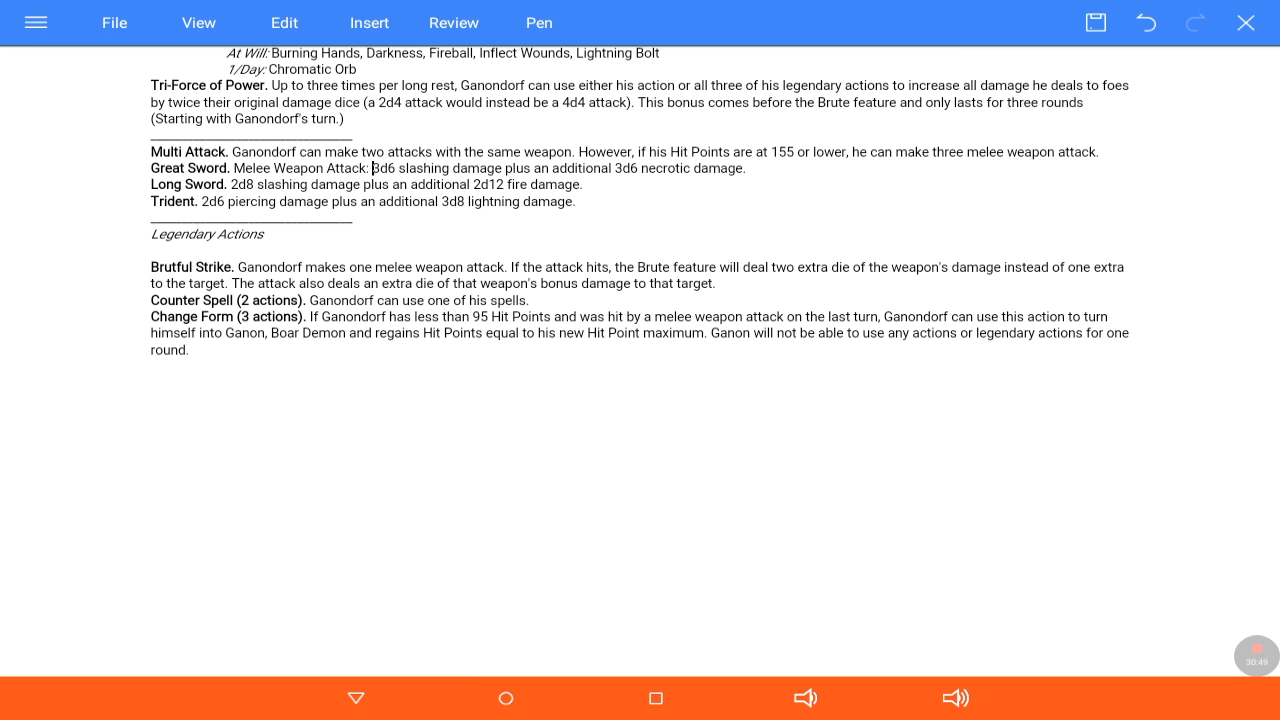 File View Edit Insert Review Pen
At Will: Burning Hands, Darkness, Fireball, Inflect Wounds, Lightning Bolt
1/Day: Chromatic Orb
Tri-Force of Power. Up to three times per long rest, Ganondorf can use either his action or all three of his legendary actions to increase all damage he deals to foes
by twice their original damage dice (a 2d4 attack would instead be a 4d4 attack). This bonus comes before the Brute feature and only lasts for three rounds
(Starting with Ganondorf's turn.)
Multi Attack. Ganondorf can make two attacks with the same weapon. However, if his Hit Points are at 155 or lower, he can make three melee weapon attack.
Great Sword. Melee Weapon Attack: 3d6 slashing damage plus an additional 3d6 necrotic damage.
Long Sword. 2d8 slashing damage plus an additional 2d12 fire damage.
Trident. 2d6 piercing damage plus an additional 3d8 lightning damage.
Legendary Actions
Brutful Strike. Ganondorf makes one melee weapon attack. If the attack hits, the Brute feature will deal two extra die of the weapon's damage instead of one extra
to the target. The attack also deals an extra die of that weapon's bonus damage to that target.
Counter Spell (2 actions). Ganondorf can use one of his spells.
Change Form (3 actions). If Ganondorf has less than 95 Hit Points and was hit by a melee weapon attack on the last turn, Ganondorf can use this action to turn
himself into Ganon, Boar Demon and regains Hit Points equal to his new Hit Point maximum. Ganon will not be able to use any actions or legendary actions for one
round.
30:49